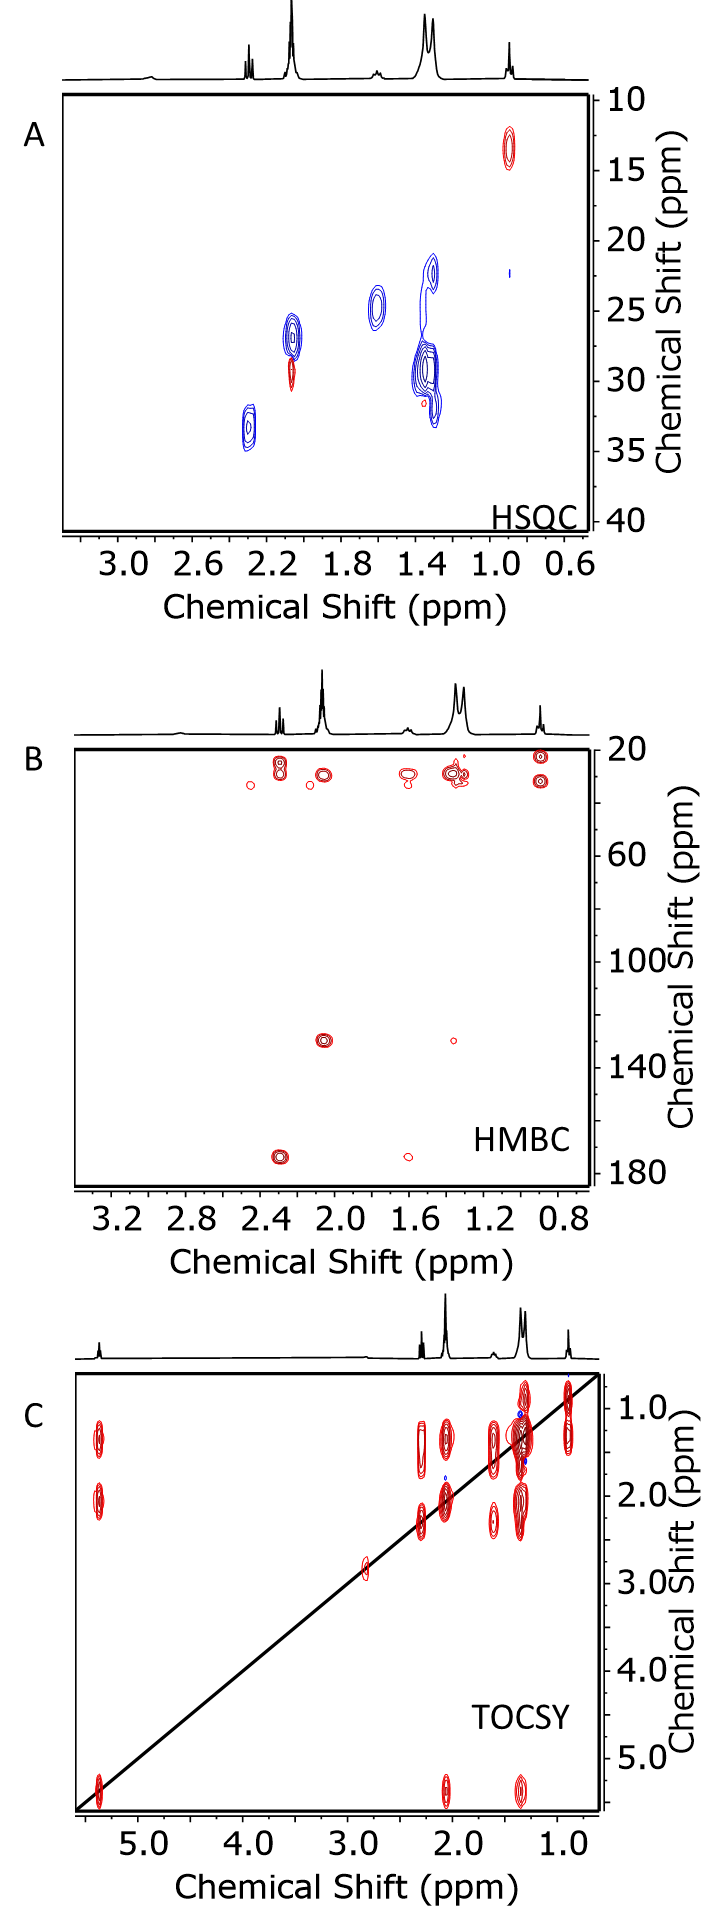 A
10
15
20
25
30
35
40
Chemical Shift (ppm)
HSQC
3.0 2.6 2.2 1.8 1.4 1.0 0.6
Chemical Shift (ppm)
B
20
60
100
140
180
Chemical Shift (ppm)
HMBC
3.2 2.8 2.4 2.0 1.6 1.2 0.8
Chemical Shift (ppm)
C
1.0
2.0
3.0
4.0
5.0
Chemical Shift (ppm)
TOCSY
5.0 4.0 3.0 2.0 1.0
Chemical Shift (ppm)